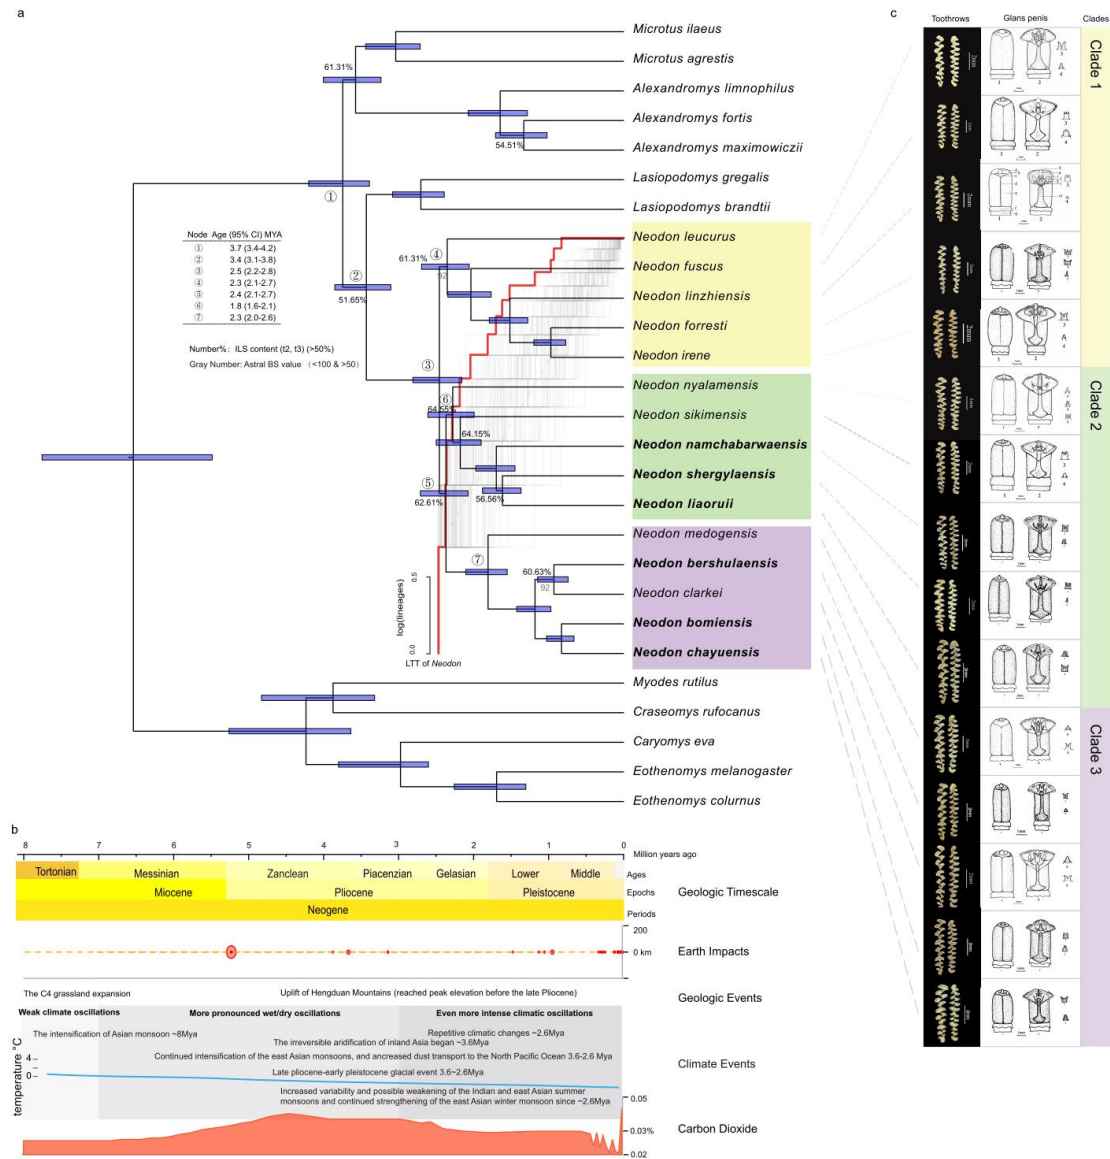 a
c
Toothrows
Glans penis
Clades
Microtus ilaeus
Microtus agrestis
61.31%
Alexandromys limnophilus
Alexandromys fortis
54.51%
Alexandromys maximowiczii
Lasiopodomys gregalis
①
Lasiopodomys brandtii
Node Age (95% CI) MYA
① 3.7 (3.4-4.2)
② 3.4 (3.1-3.8)
③ 2.5 (2.2-2.8)
④ 2.3 (2.1-2.7)
⑤ 2.4 (2.1-2.7)
⑥ 1.8 (1.6-2.1)
⑦ 2.3 (2.0-2.6)
Number%: ILS content (t2, t3) (>50%)
Gray Number: Astral BS value (<100 & >50)
Neodon leucurus
④
61.31%
92
Neodon fuscus
②
51.65%
Neodon linzhiensis
Neodon forresti
Neodon irene
③
Neodon nyalamensis
⑥
64.55%
Neodon sikimensis
64.15%
Neodon namchabarwaensis
Neodon shergylaensis
⑤
62.61%
56.56%
Neodon liaoruii
Neodon medogensis
⑦
Neodon bershulaensis
60.63%
92
Neodon clarkei
Neodon bomiensis
Neodon chayuensis
0.5
log(lineages)
0.0
LTT of Neodon
Myodes rutilus
Craseomys rufocanus
Caryomys eva
Eothenomys melanogaster
Eothenomys colurnus
Clade 1
Clade 2
Clade 3
2mm
2mm
2mm
b
8 7 6 5 4 3 2 1 0
Million years ago
Tortonian Messinian Zanclean Piacenzian Gelasian Lower Middle Ages
Miocene Pliocene Pleistocene Epochs
Geologic Timescale
Neogene Periods
200
0 km
Earth Impacts
The C4 grassland expansion
Uplift of Hengduan Mountains (reached peak elevation before the late Pliocene)
Geologic Events
Weak climate oscillations More pronounced wet/dry oscillations Even more intense climatic oscillations
The intensification of Asian monsoon ~8Mya
Repetitive climatic changes ~2.6Mya
The irreversible aridification of inland Asia began ~3.6Mya
Continued intensification of the east Asian monsoons, and ancreased dust transport to the North Pacific Ocean 3.6-2.6 Mya
Climate Events
Late pliocene-early pleistocene glacial event 3.6~2.6Mya
temperature °C
4
0
Increased variability and possible weakening of the Indian and east Asian summer
monsoons and continued strengthening of the east Asian winter monsoon since ~2.6Mya
0.05
0.03%
0.02
Carbon Dioxide